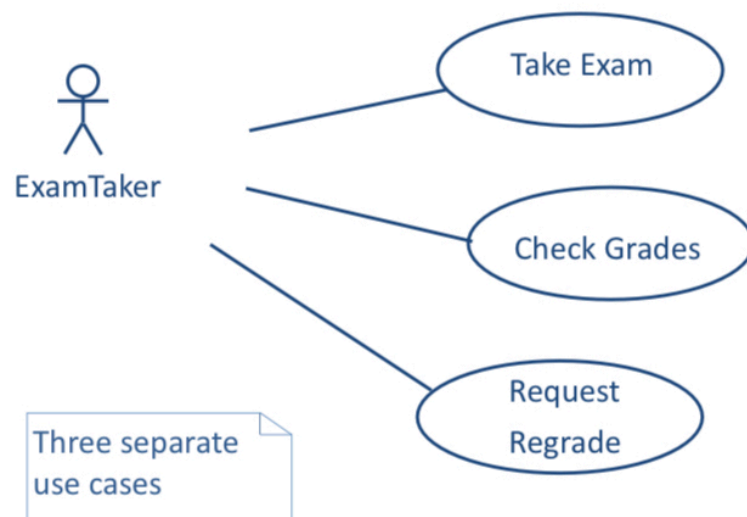 Take Exam
ExamTaker
Check Grades
Request
Regrade
Three separate
use cases